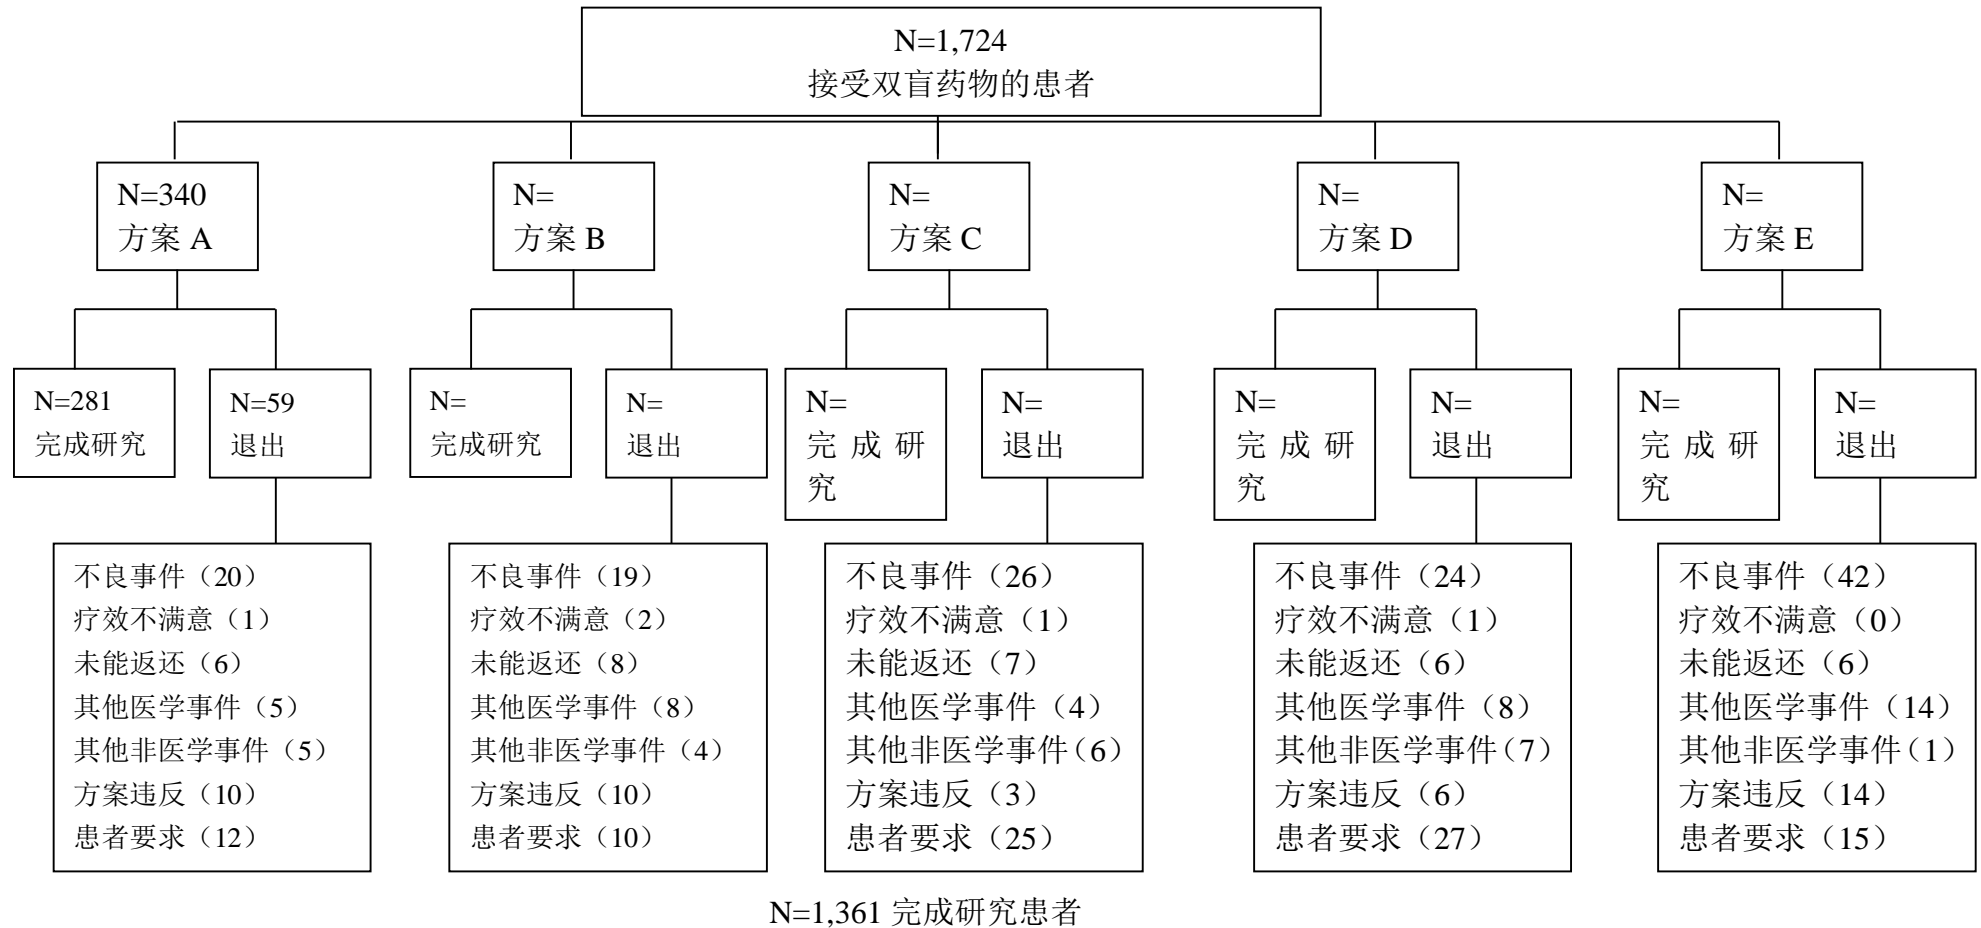 N=1,724
接受双盲药物的患者
N=340
方案 A
N=
方案 B
N=
方案 C
N=
方案 D
N=
方案 E
N=281
完成研究
N=59
退出
N=
完成研究
N=
退出
N=
完 成 研
究
N=
退出
N=
完 成 研
究
N=
退出
N=
完 成 研
究
N=
退出
不良事件（20）
疗效不满意（1）
未能返还（6）
其他医学事件（5）
其他非医学事件（5）
方案违反（10）
患者要求（12）
不良事件（19）
疗效不满意（2）
未能返还（8）
其他医学事件（8）
其他非医学事件（4）
方案违反（10）
患者要求（10）
不良事件（26）
疗效不满意（1）
未能返还（7）
其他医学事件（4）
其他非医学事件（6）
方案违反（3）
患者要求（25）
不良事件（24）
疗效不满意（1）
未能返还（6）
其他医学事件（8）
其他非医学事件（7）
方案违反（6）
患者要求（27）
不良事件（42）
疗效不满意（0）
未能返还（6）
其他医学事件（14）
其他非医学事件（1）
方案违反（14）
患者要求（15）
N=1,361 完成研究患者